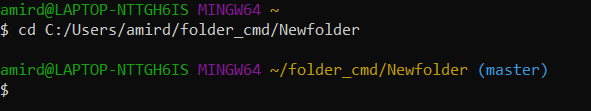 amird@LAPTOP-NTTGH6IS MINGW64 ~
$ cd C:/Users/amird/folder_cmd/Newfolder
amird@LAPTOP-NTTGH6IS MINGW64 ~/folder_cmd/Newfolder (master)
$